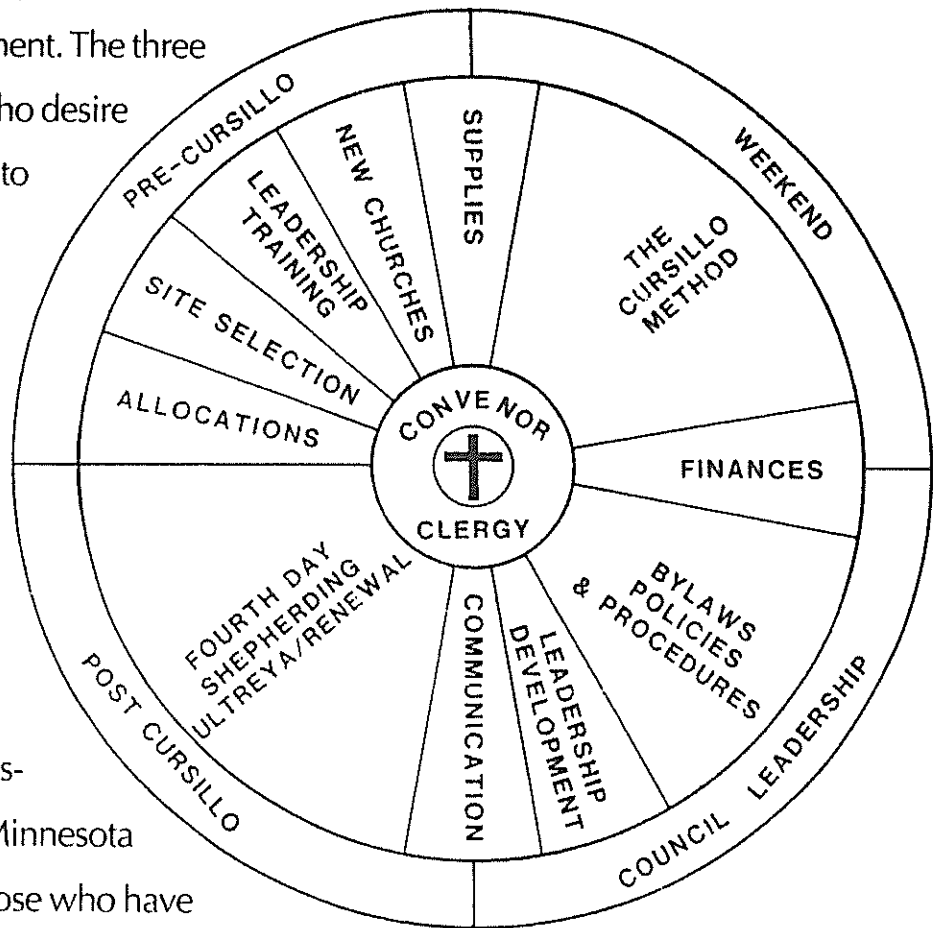 nent. The three
ho desire
to
s-
Minnesota
ose who have
PRE-CURSILLO
WEEKEND
COUNCIL LEADERSHIP
POST CURSILLO
ALLOCATIONS
SITE SELECTION
LEADERSHIP
TRAINING
NEW CHURCHES
SUPPLIES
THE
CURSILLO
METHOD
FINANCES
BYLAWS
POLICIES
& PROCEDURES
LEADERSHIP
DEVELOPMENT
COMMUNICATION
FOURTH DAY
SHEPHERDING
ULTREYA/RENEWAL
CONVENOR
CLERGY